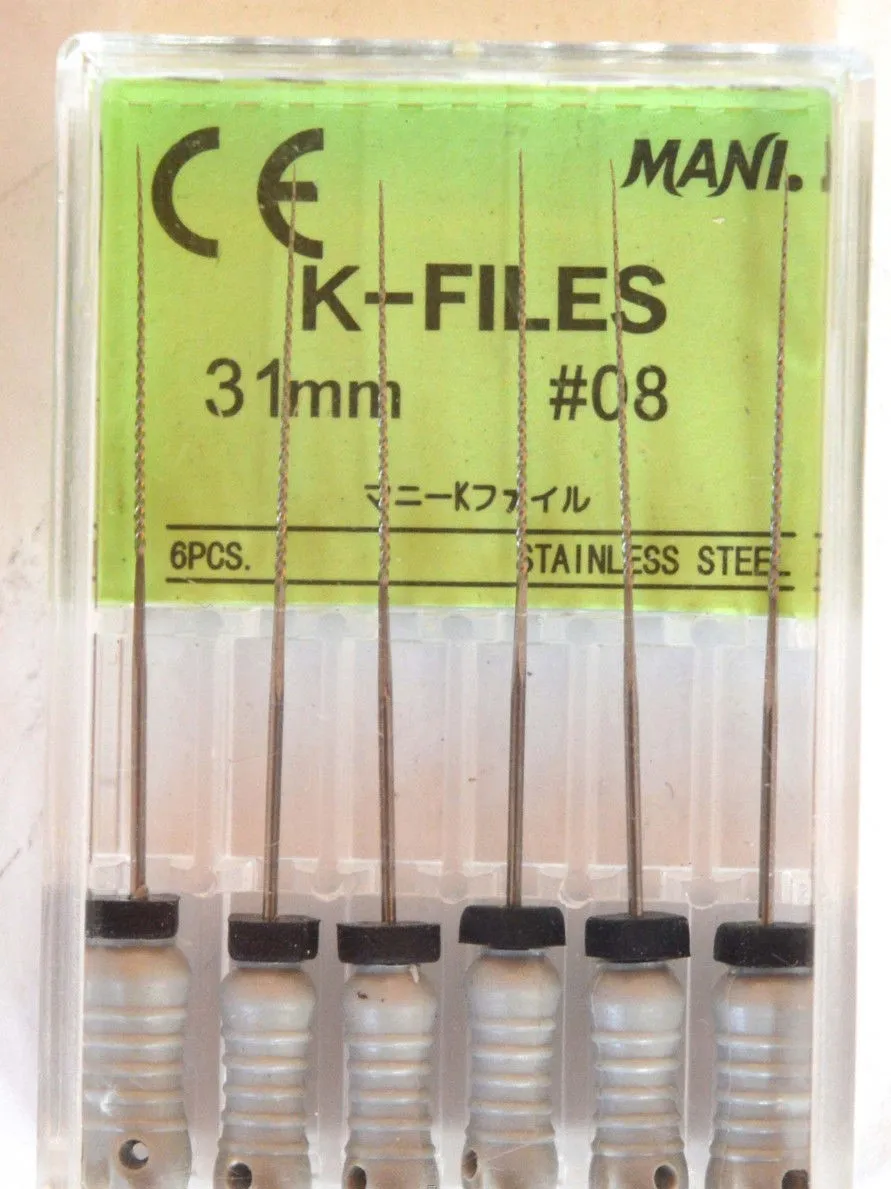 CE MANI.
K-FILES
31mm #08
マニーKファイル
6PCS. STAINLESS STEEL